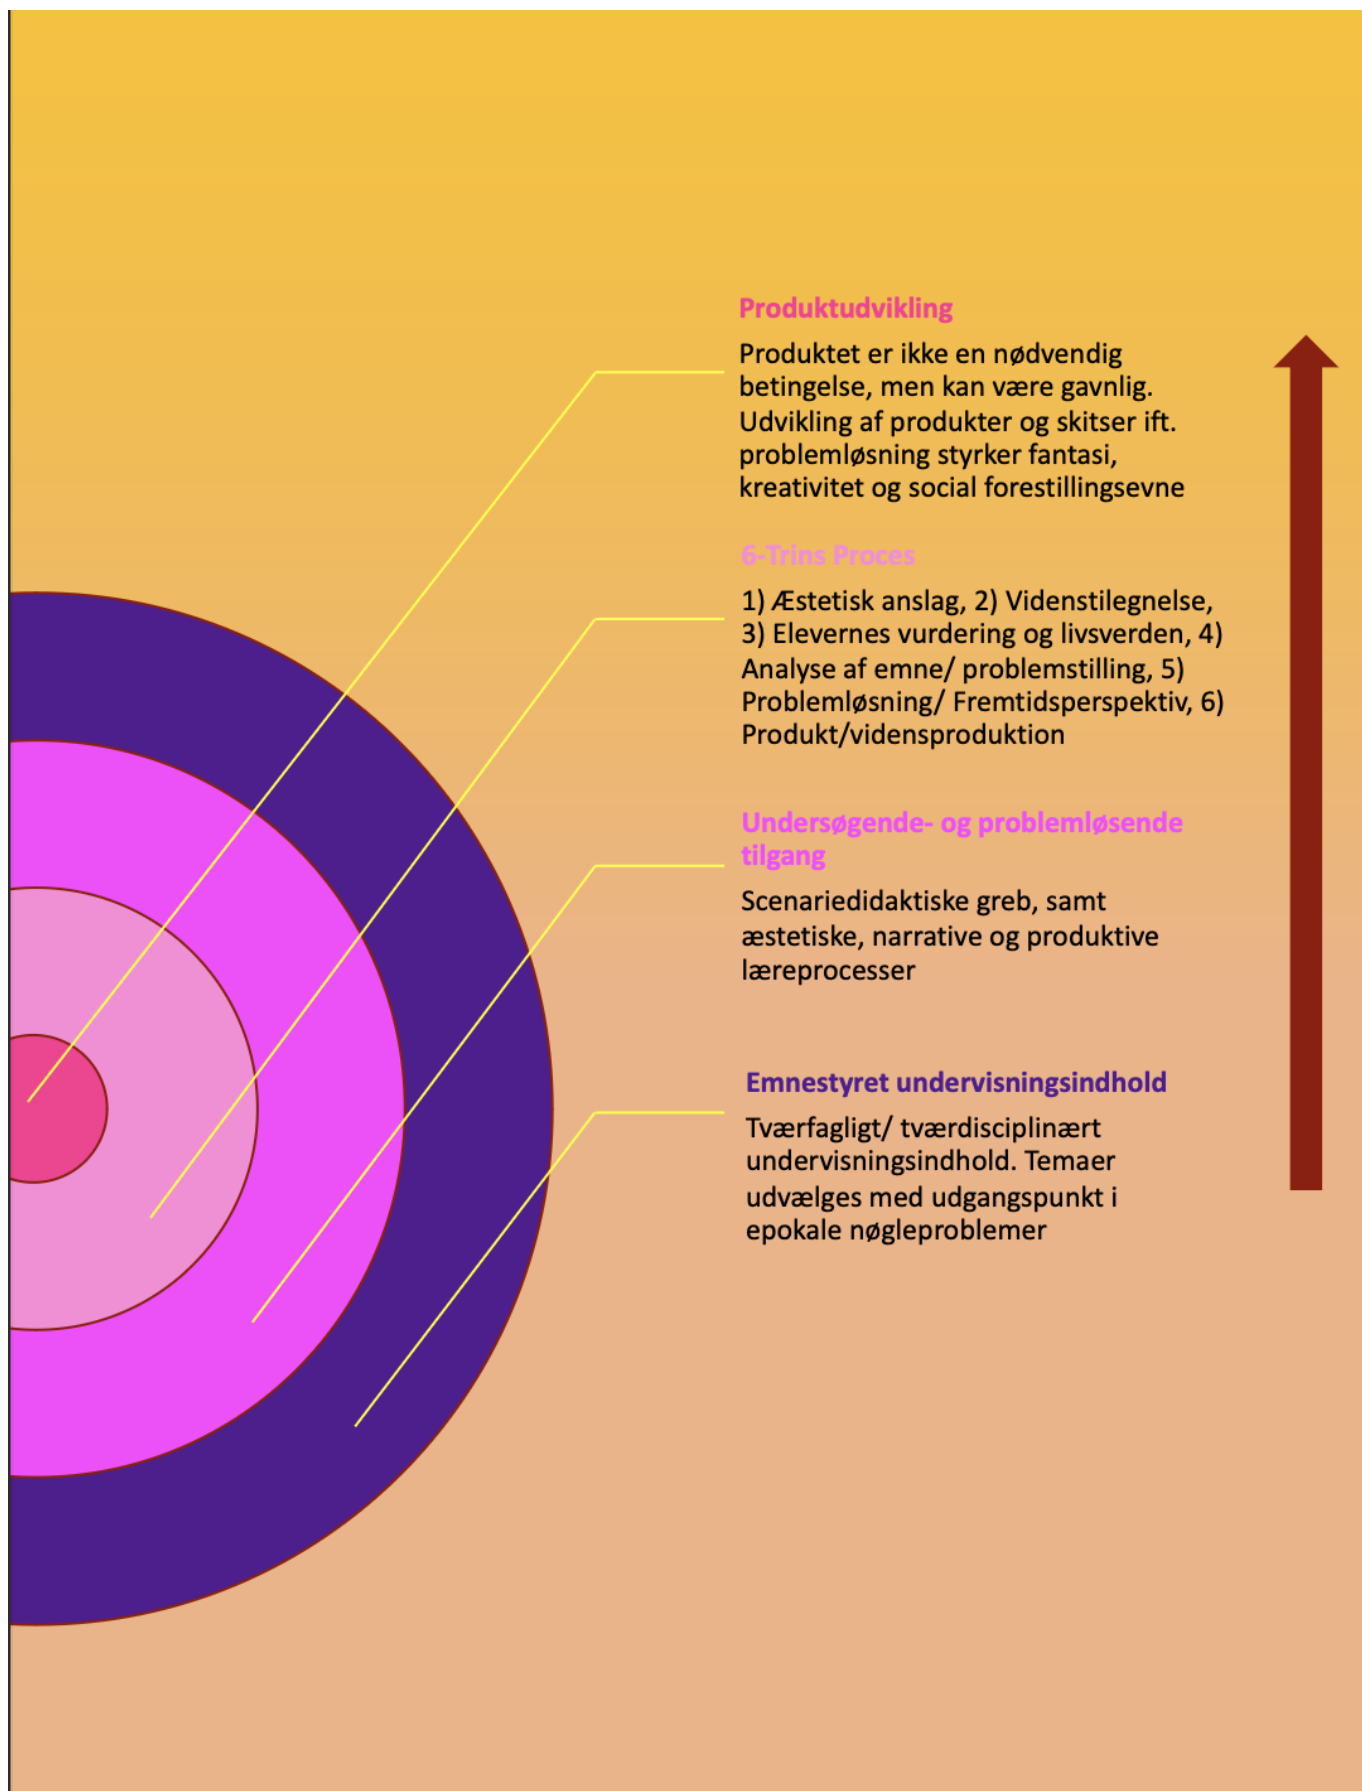 Produktudvikling
Produktet er ikke en nødvendig
betingelse, men kan være gavnlig.
Udvikling af produkter og skitser ift.
problemløsning styrker fantasi,
kreativitet og social forestillingsevne
6-Trins Proces
1) Æstetisk anslag, 2) Videnstilegnelse,
3) Elevernes vurdering og livsverden, 4)
Analyse af emne/ problemstilling, 5)
Problemløsning/ Fremtidsperspektiv, 6)
Produkt/vidensproduktion
Undersøgende- og problemløsende
tilgang
Scenariedidaktiske greb, samt
æstetiske, narrative og produktive
læreprocesser
Emnestyret undervisningsindhold
Tværfagligt/ tværdisciplinært
undervisningsindhold. Temaer
udvælges med udgangspunkt i
epokale nøgleproblemer